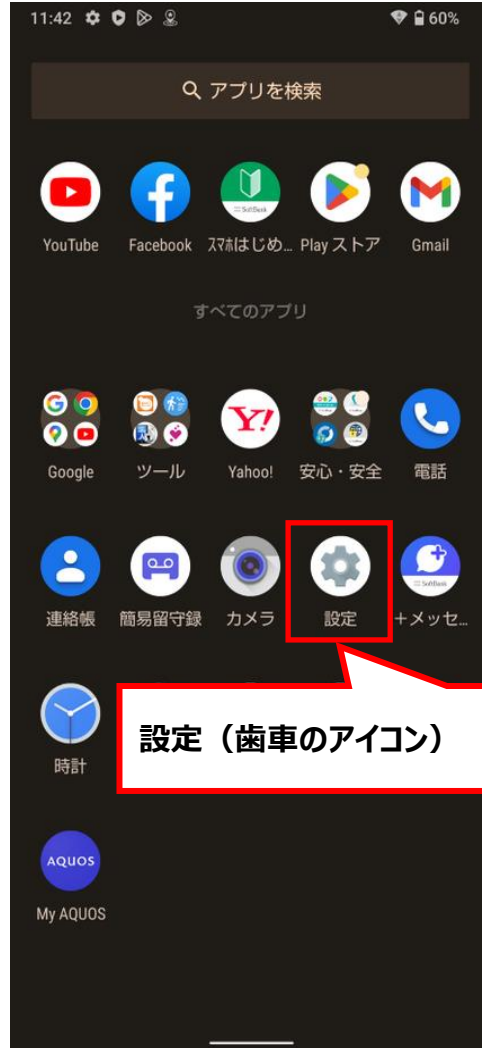 11:42
60%
アプリを検索
SoftBank
YouTube Facebook スマホはじめ... Play ストア Gmail
すべてのアプリ
Y!
Google ツール Yahoo! 安心・安全 電話
SoftBank
連絡帳 簡易留守録 カメラ 設定 +メッセ...
設定（歯車のアイコン）
時計
AQUOS
My AQUOS